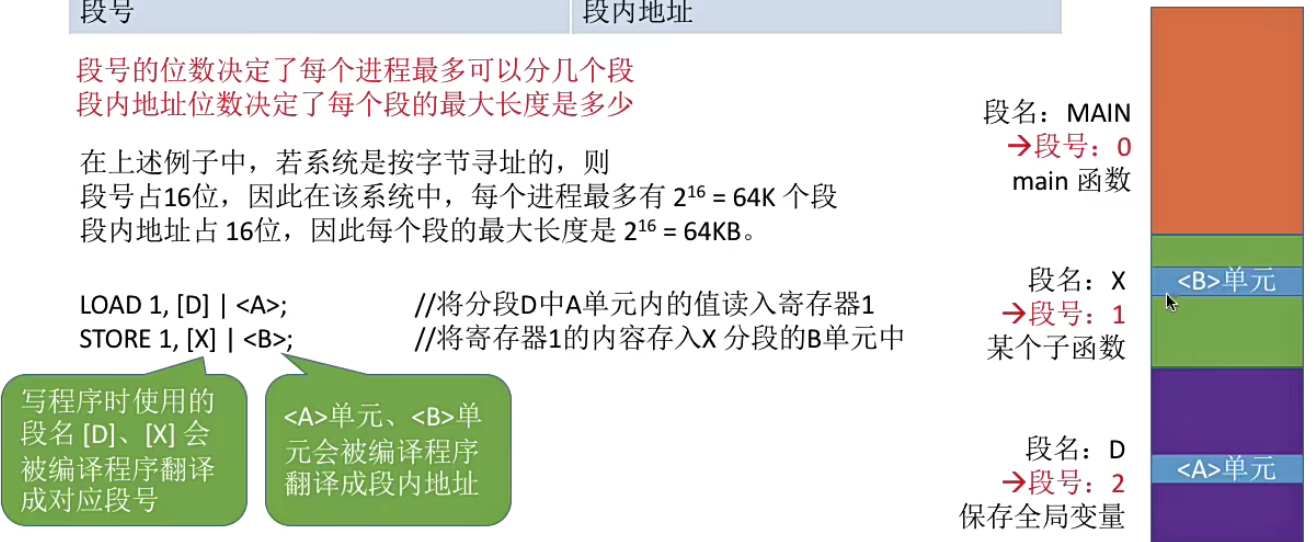 段号 段内地址
段号的位数决定了每个进程最多可以分几个段
段内地址位数决定了每个段的最大长度是多少
在上述例子中，若系统是按字节寻址的，则
段号占16位，因此在该系统中，每个进程最多有 2¹⁶ = 64K 个段
段内地址占 16位，因此每个段的最大长度是 2¹⁶ = 64KB。
LOAD 1, [D] | <A>; //将分段D中A单元内的值读入寄存器1
STORE 1, [X] | <B>; //将寄存器1的内容存入X 分段的B单元中
写程序时使用的
段名 [D]、[X] 会
被编译程序翻译
成对应段号
<A>单元、<B>单
元会被编译程序
翻译成段内地址
段名：MAIN
→段号：0
main 函数
段名：X
→段号：1
某个子函数
段名：D
→段号：2
保存全局变量
<B>单元
<A>单元